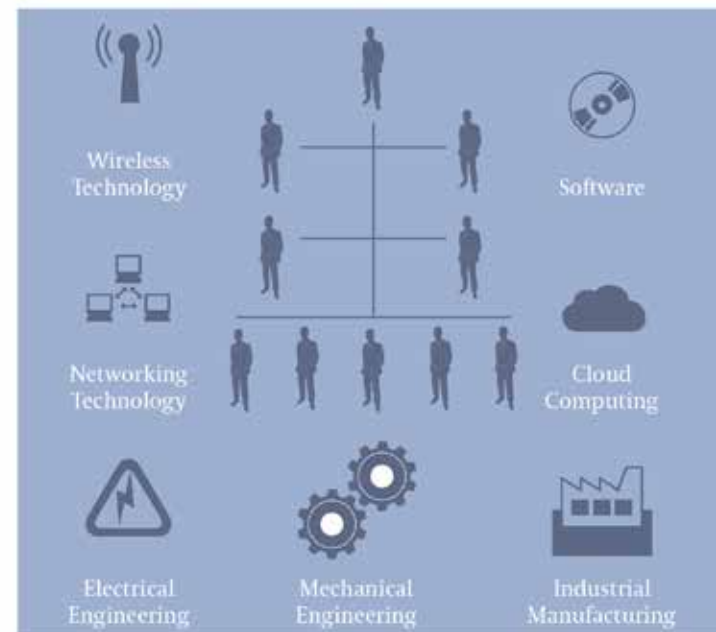 Wireless
Technology
Software
Networking
Technology
Cloud
Computing
Electrical
Engineering
Mechanical
Engineering
Industrial
Manufacturing